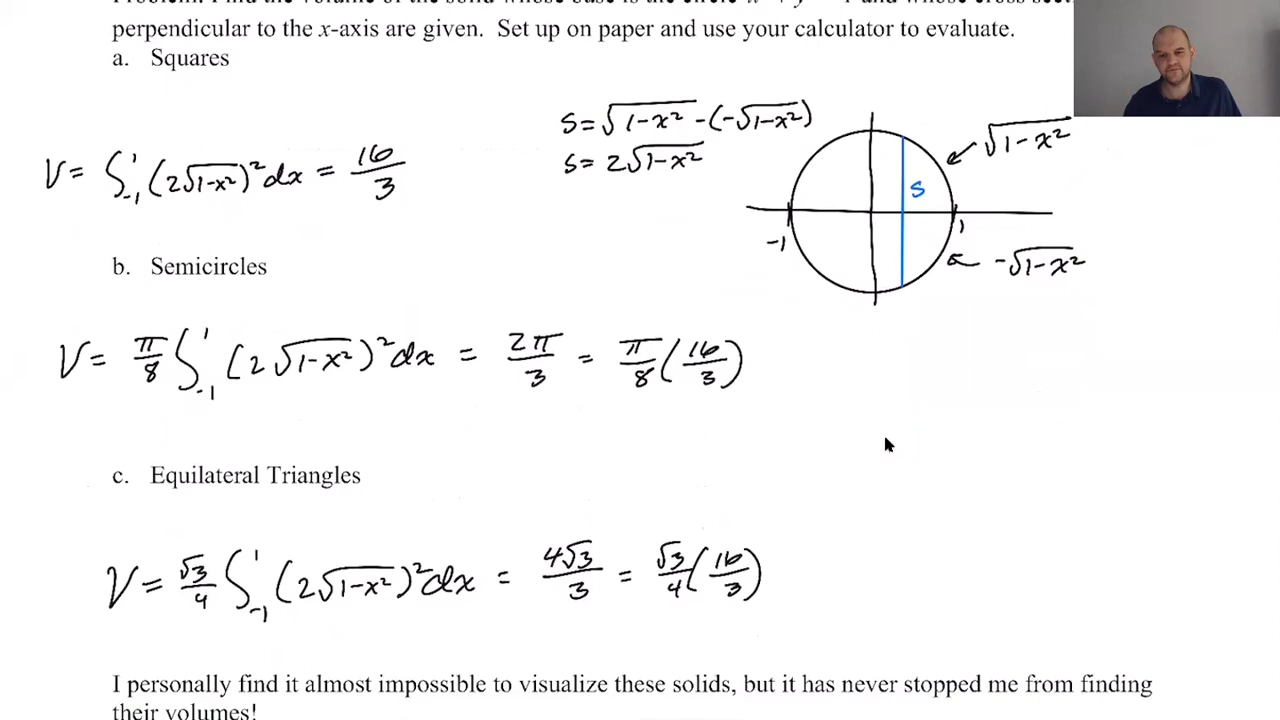 perpendicular to the x-axis are given. Set up on paper and use your calculator to evaluate.
a. Squares
S = √(1-x²) - (-√(1-x²))
S = 2√(1-x²)
√(1-x²)
V = ∫₋₁¹ (2√(1-x²))² dx = 16/3
S
-1
1
-√(1-x²)
b. Semicircles
V = π/8 ∫₋₁¹ (2√(1-x²))² dx = 2π/3 = π/8 (16/3)
c. Equilateral Triangles
V = √3/4 ∫₋₁¹ (2√(1-x²))² dx = 4√3/3 = √3/4 (16/3)
I personally find it almost impossible to visualize these solids, but it has never stopped me from finding
their volumes!